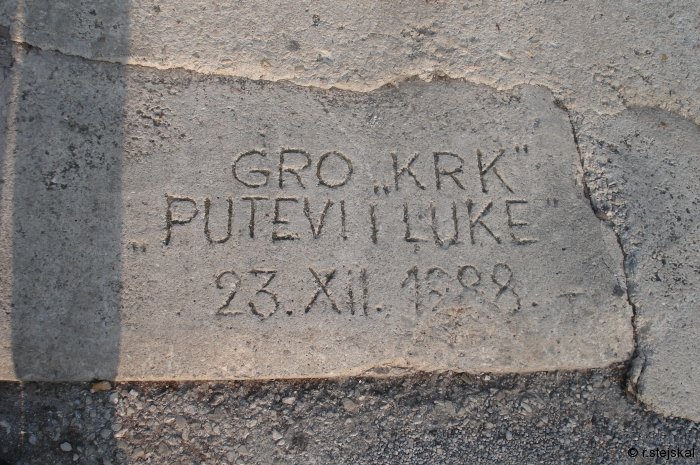 GRO „KRK"
„PUTEVI I LUKE"
23. XII. 1988.
© r.stejskal